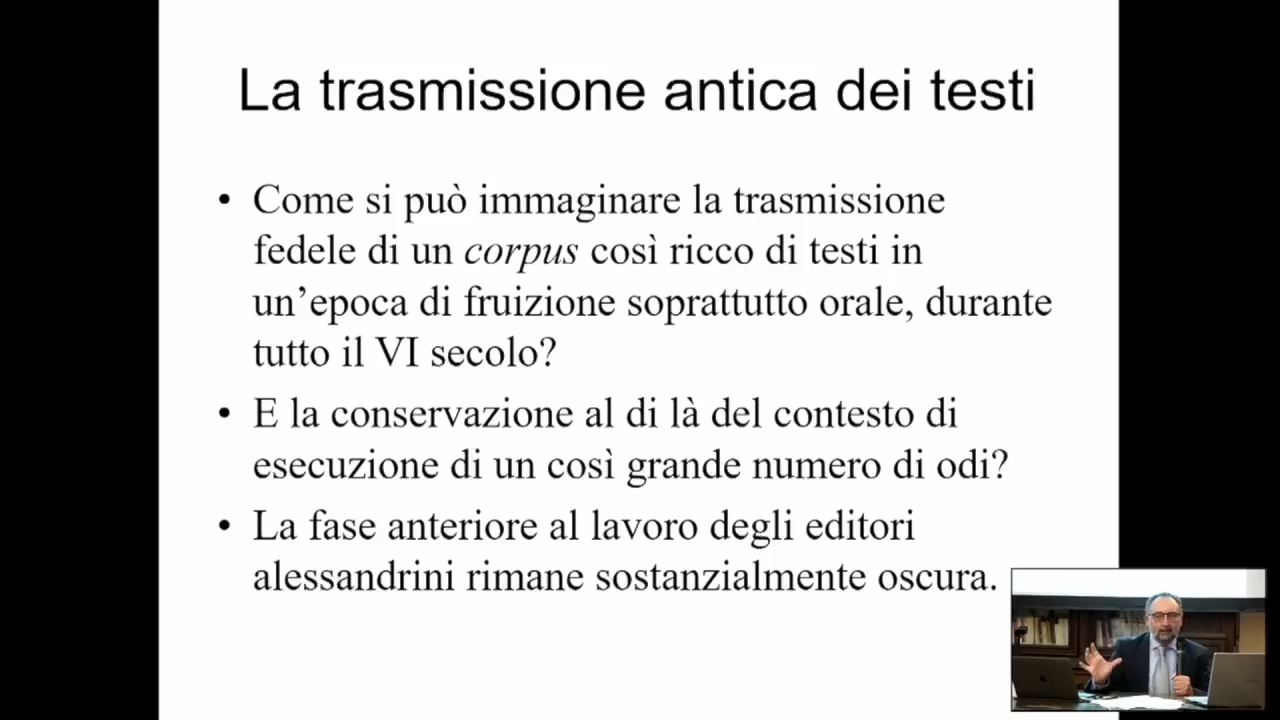 La trasmissione antica dei testi
• Come si può immaginare la trasmissione
fedele di un corpus così ricco di testi in
un’epoca di fruizione soprattutto orale, durante
tutto il VI secolo?
• E la conservazione al di là del contesto di
esecuzione di un così grande numero di odi?
• La fase anteriore al lavoro degli editori
alessandrini rimane sostanzialmente oscura.